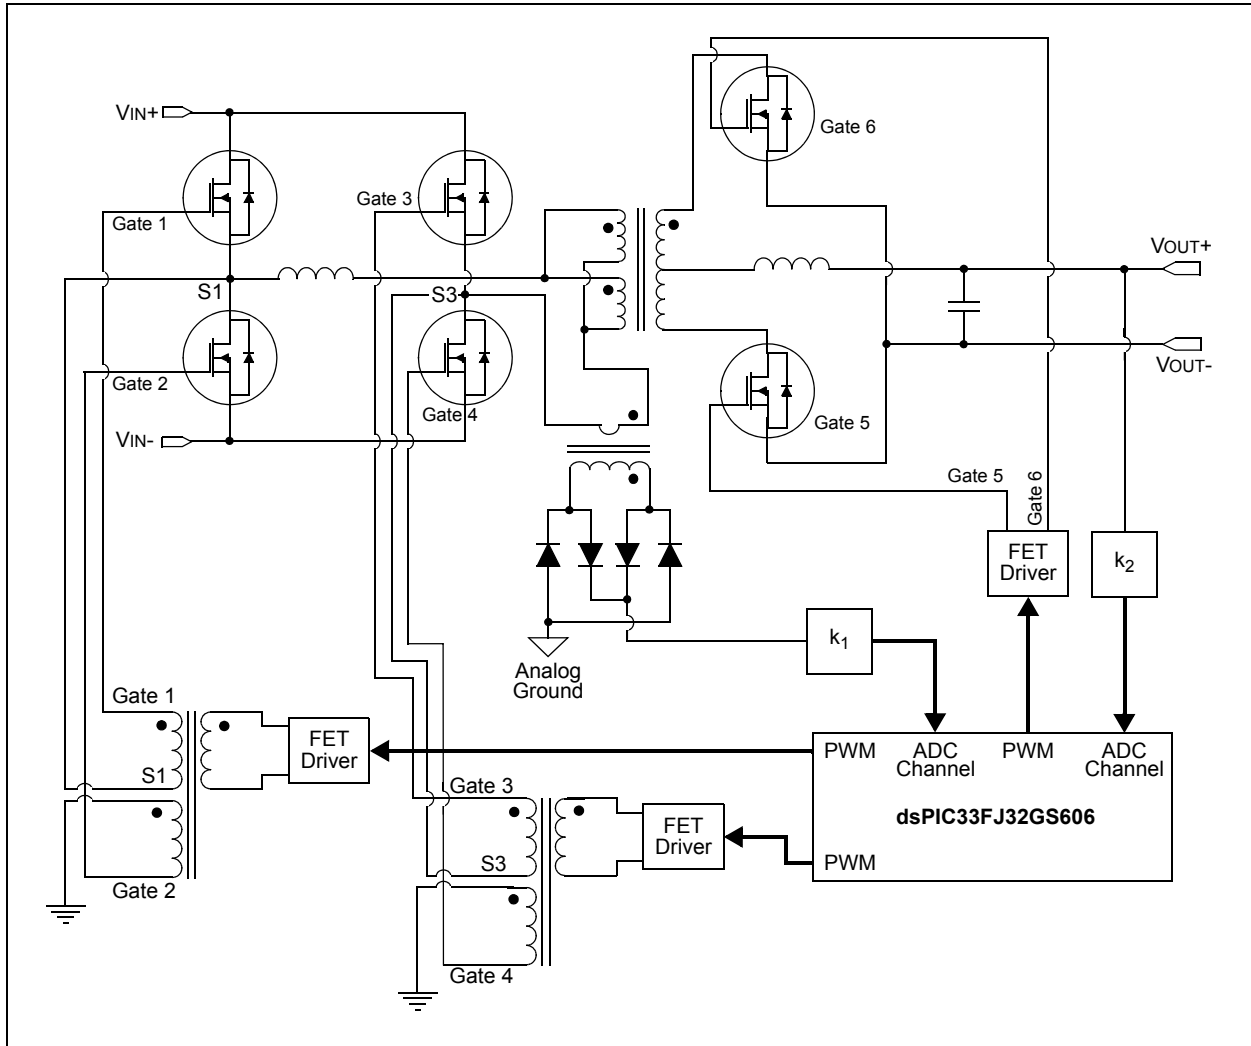 VIN+
Gate 1
S1
Gate 2
VIN-
Gate 3
S3
Gate 4
Gate 6
VOUT+
VOUT-
Gate 5
Gate 5
Gate 6
FET
Driver
k2
k1
Analog
Ground
Gate 1
S1
Gate 2
FET
Driver
Gate 3
S3
Gate 4
FET
Driver
PWM
ADC
Channel
PWM
ADC
Channel
dsPIC33FJ32GS606
PWM